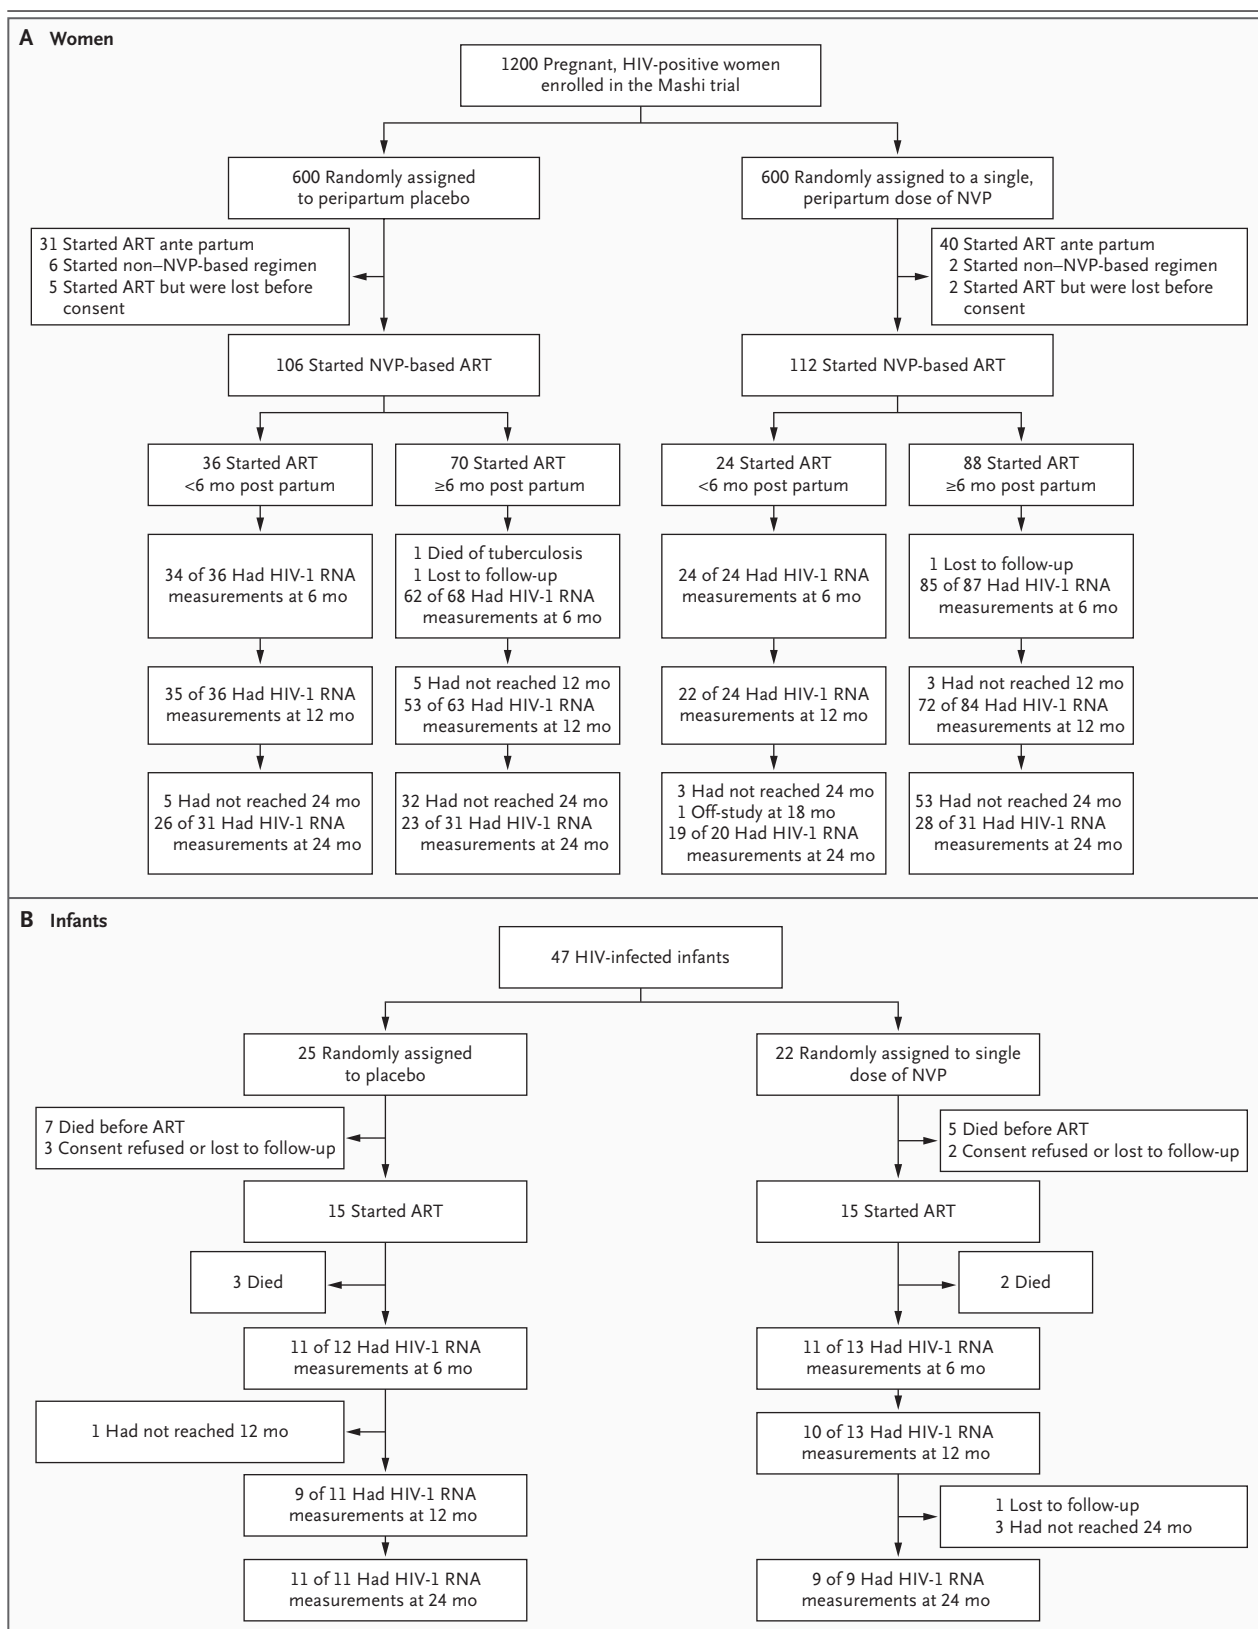 A Women
1200 Pregnant, HIV-positive women
enrolled in the Mashi trial
600 Randomly assigned
to peripartum placebo
600 Randomly assigned to a single,
peripartum dose of NVP
31 Started ART ante partum
6 Started non–NVP-based regimen
5 Started ART but were lost before
consent
40 Started ART ante partum
2 Started non–NVP-based regimen
2 Started ART but were lost before
consent
106 Started NVP-based ART
112 Started NVP-based ART
36 Started ART
<6 mo post partum
70 Started ART
≥6 mo post partum
24 Started ART
<6 mo post partum
88 Started ART
≥6 mo post partum
34 of 36 Had HIV-1 RNA
measurements at 6 mo
1 Died of tuberculosis
1 Lost to follow-up
62 of 68 Had HIV-1 RNA
measurements at 6 mo
24 of 24 Had HIV-1 RNA
measurements at 6 mo
1 Lost to follow-up
85 of 87 Had HIV-1 RNA
measurements at 6 mo
35 of 36 Had HIV-1 RNA
measurements at 12 mo
5 Had not reached 12 mo
53 of 63 Had HIV-1 RNA
measurements at 12 mo
22 of 24 Had HIV-1 RNA
measurements at 12 mo
3 Had not reached 12 mo
72 of 84 Had HIV-1 RNA
measurements at 12 mo
5 Had not reached 24 mo
26 of 31 Had HIV-1 RNA
measurements at 24 mo
32 Had not reached 24 mo
23 of 31 Had HIV-1 RNA
measurements at 24 mo
3 Had not reached 24 mo
1 Off-study at 18 mo
19 of 20 Had HIV-1 RNA
measurements at 24 mo
53 Had not reached 24 mo
28 of 31 Had HIV-1 RNA
measurements at 24 mo
B Infants
47 HIV-infected infants
25 Randomly assigned
to placebo
22 Randomly assigned to single
dose of NVP
7 Died before ART
3 Consent refused or lost to follow-up
5 Died before ART
2 Consent refused or lost to follow-up
15 Started ART
15 Started ART
3 Died
2 Died
11 of 12 Had HIV-1 RNA
measurements at 6 mo
11 of 13 Had HIV-1 RNA
measurements at 6 mo
1 Had not reached 12 mo
10 of 13 Had HIV-1 RNA
measurements at 12 mo
9 of 11 Had HIV-1 RNA
measurements at 12 mo
1 Lost to follow-up
3 Had not reached 24 mo
11 of 11 Had HIV-1 RNA
measurements at 24 mo
9 of 9 Had HIV-1 RNA
measurements at 24 mo